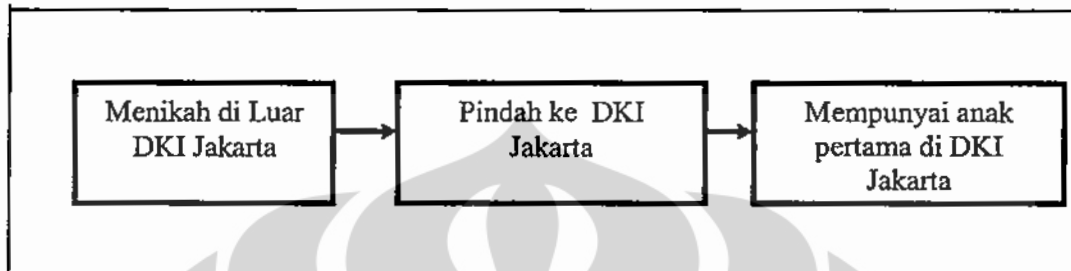 Menikah di Luar
DKI Jakarta
Pindah ke DKI
Jakarta
Mempunyai anak
pertama di DKI
Jakarta